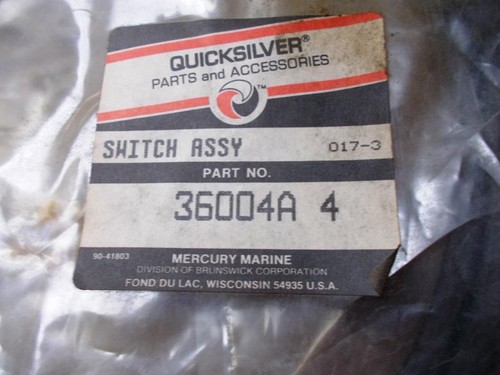 QUICKSILVER®
PARTS and ACCESSORIES
TM
SWITCH ASSY 017-3
PART NO.
36004A 4
90-41803 MERCURY MARINE
DIVISION OF BRUNSWICK CORPORATION
FOND DU LAC, WISCONSIN 54935 U.S.A.